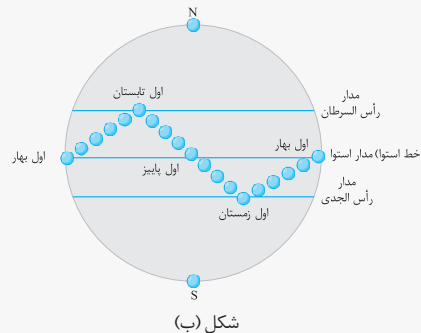 N
مدار
رأس السرطان
اول تابستان
اول بهار
خط استوا) مدار استوا
اول بهار
اول پاییز
مدار
رأس الجدی
اول زمستان
S
شکل (ب)